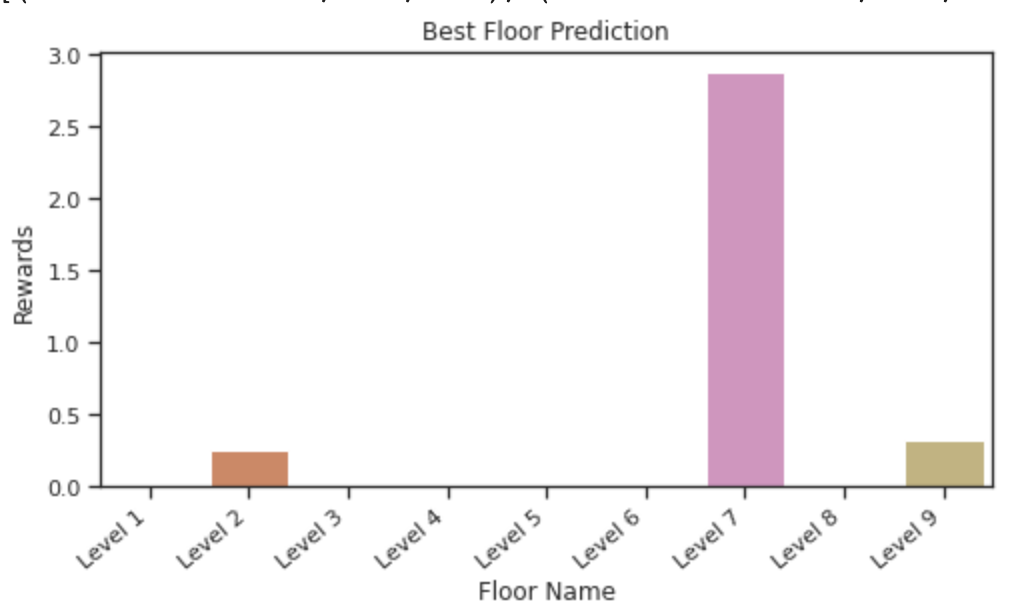 Best Floor Prediction
3.0
2.5
2.0
1.5
1.0
0.5
0.0
Rewards
Level 1
Level 2
Level 3
Level 4
Level 5
Level 6
Level 7
Level 8
Level 9
Floor Name